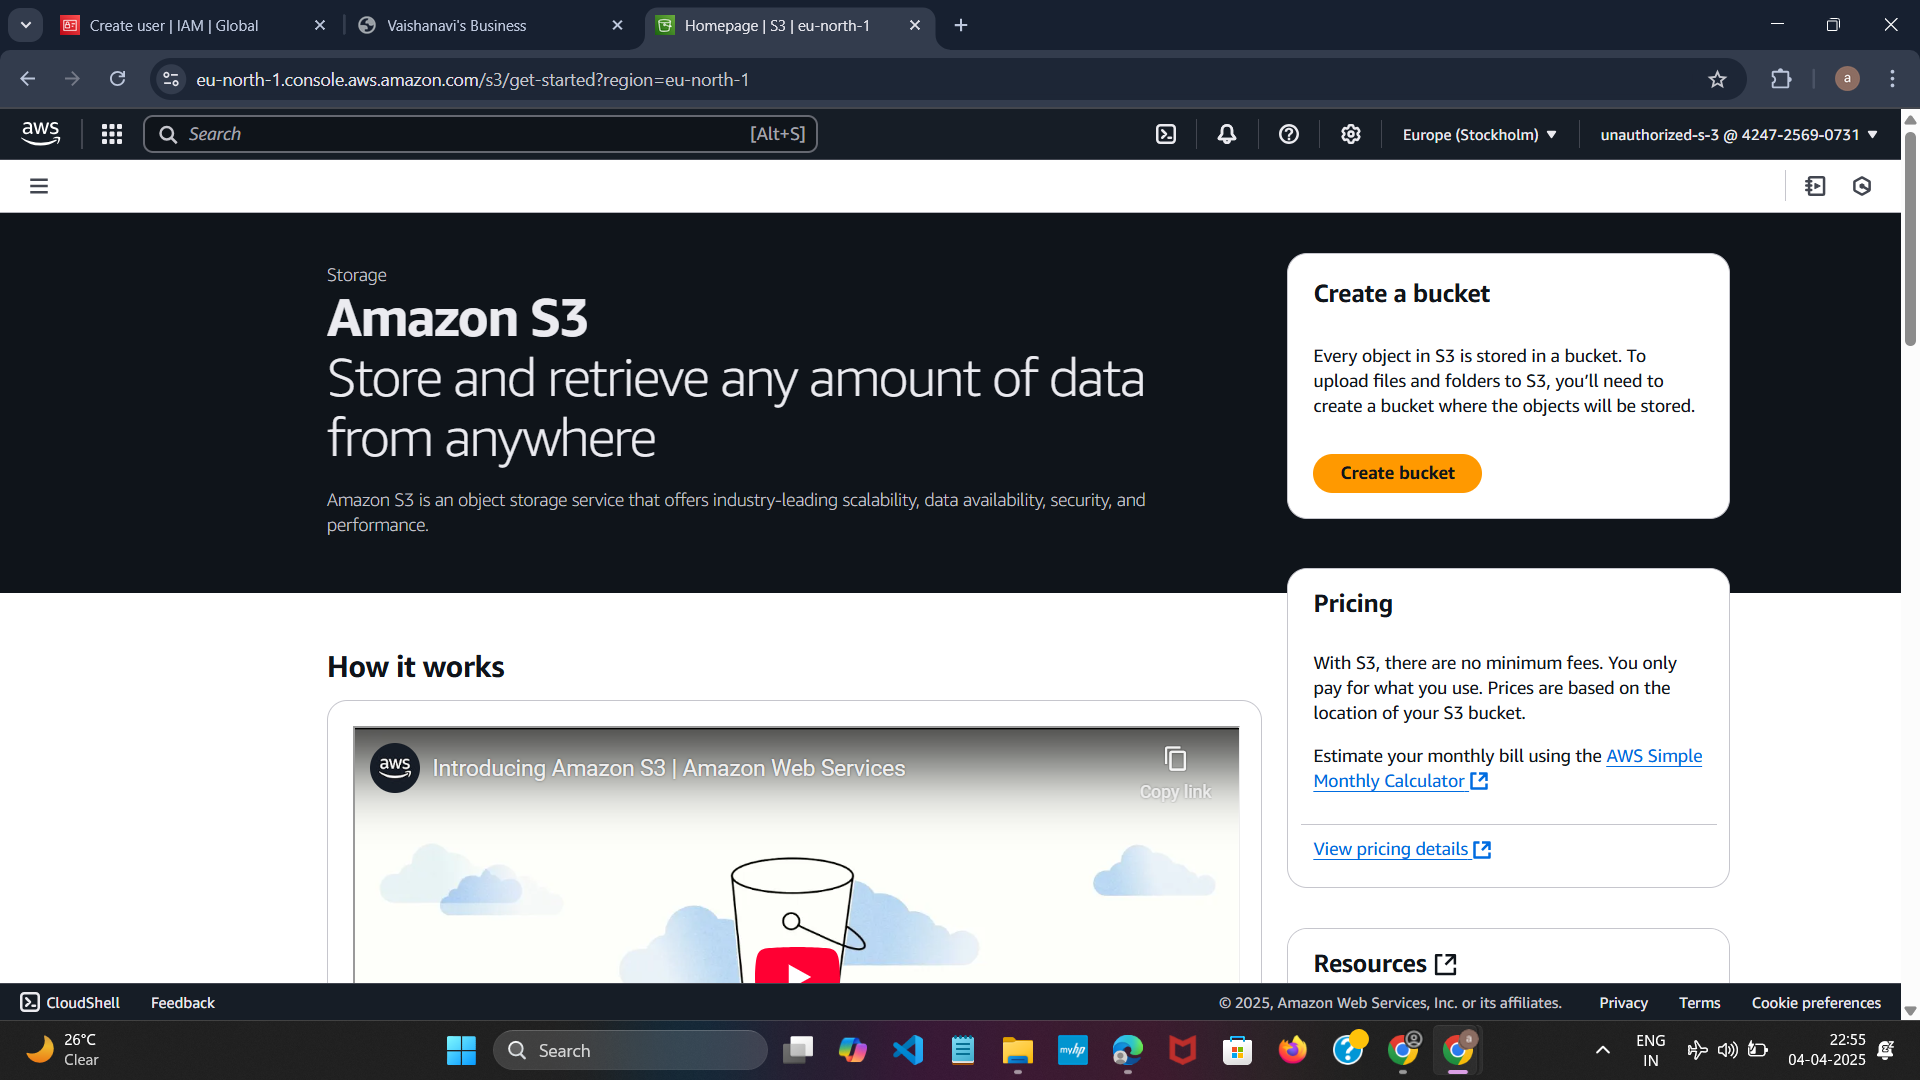 Create user | IAM | Global
Vaishanavi's Business
Homepage | S3 | eu-north-1
eu-north-1.console.aws.amazon.com/s3/get-started?region=eu-north-1
a
aws
Search
[Alt+S]
Europe (Stockholm)
unauthorized-s-3 @ 4247-2569-0731
Storage
Amazon S3
Store and retrieve any amount of data
from anywhere
Amazon S3 is an object storage service that offers industry-leading scalability, data availability, security, and
performance.
Create a bucket
Every object in S3 is stored in a bucket. To
upload files and folders to S3, you’ll need to
create a bucket where the objects will be stored.
Create bucket
Pricing
With S3, there are no minimum fees. You only
pay for what you use. Prices are based on the
location of your S3 bucket.
Estimate your monthly bill using the AWS Simple
Monthly Calculator
View pricing details
Resources
How it works
aws
Introducing Amazon S3 | Amazon Web Services
Copy link
CloudShell
Feedback
© 2025, Amazon Web Services, Inc. or its affiliates.
Privacy
Terms
Cookie preferences
26°C
Clear
Search
myhp
a
ENG
IN
22:55
04-04-2025